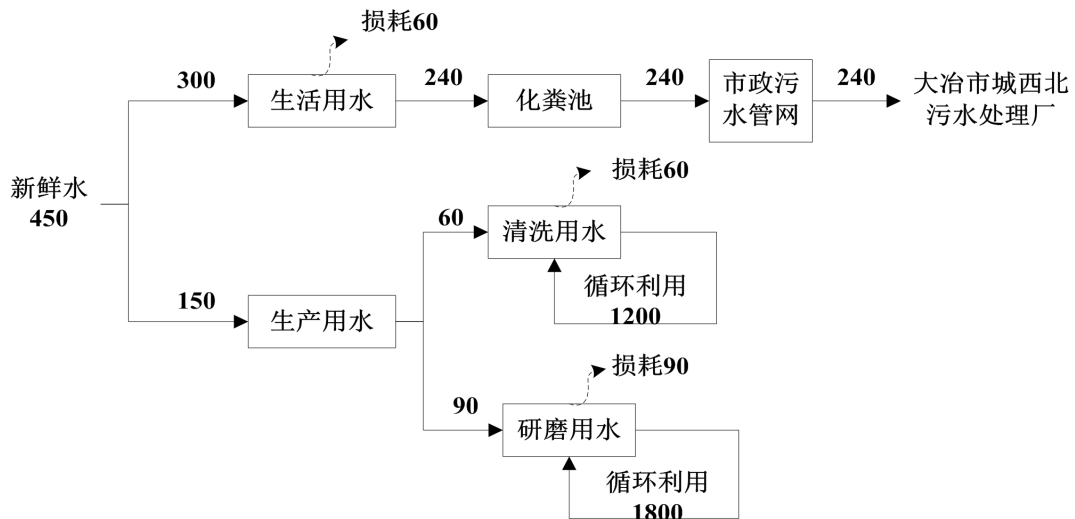 损耗60
300
生活用水
240
化粪池
240
市政污
水管网
240
大冶市城西北
污水处理厂
新鲜水
450
损耗60
60
清洗用水
循环利用
1200
150
生产用水
损耗90
90
研磨用水
循环利用
1800